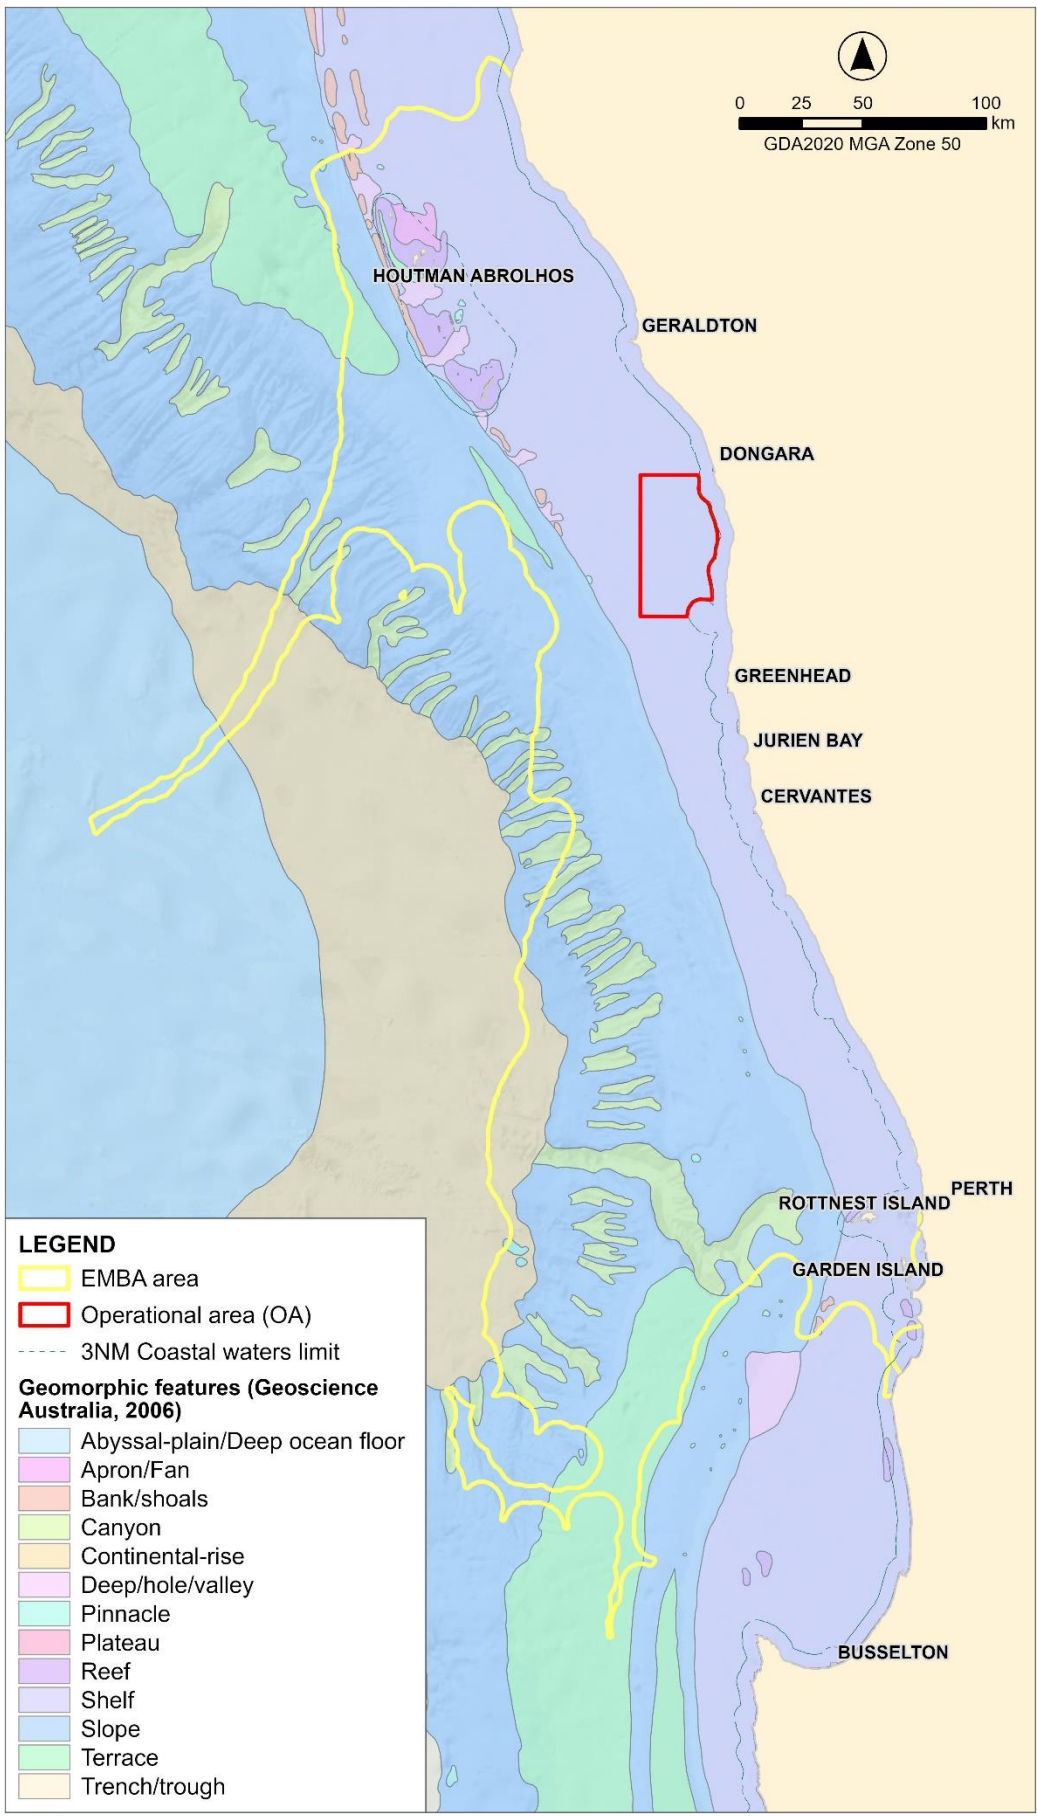 0 25 50 100
km
GDA2020 MGA Zone 50
HOUTMAN ABROLHOS
GERALDTON
DONGARA
GREENHEAD
JURIEN BAY
CERVANTES
PERTH
ROTTNEST ISLAND
GARDEN ISLAND
BUSSELTON
LEGEND
EMBA area
Operational area (OA)
3NM Coastal waters limit
Geomorphic features (Geoscience
Australia, 2006)
Abyssal-plain/Deep ocean floor
Apron/Fan
Bank/shoals
Canyon
Continental-rise
Deep/hole/valley
Pinnacle
Plateau
Reef
Shelf
Slope
Terrace
Trench/trough